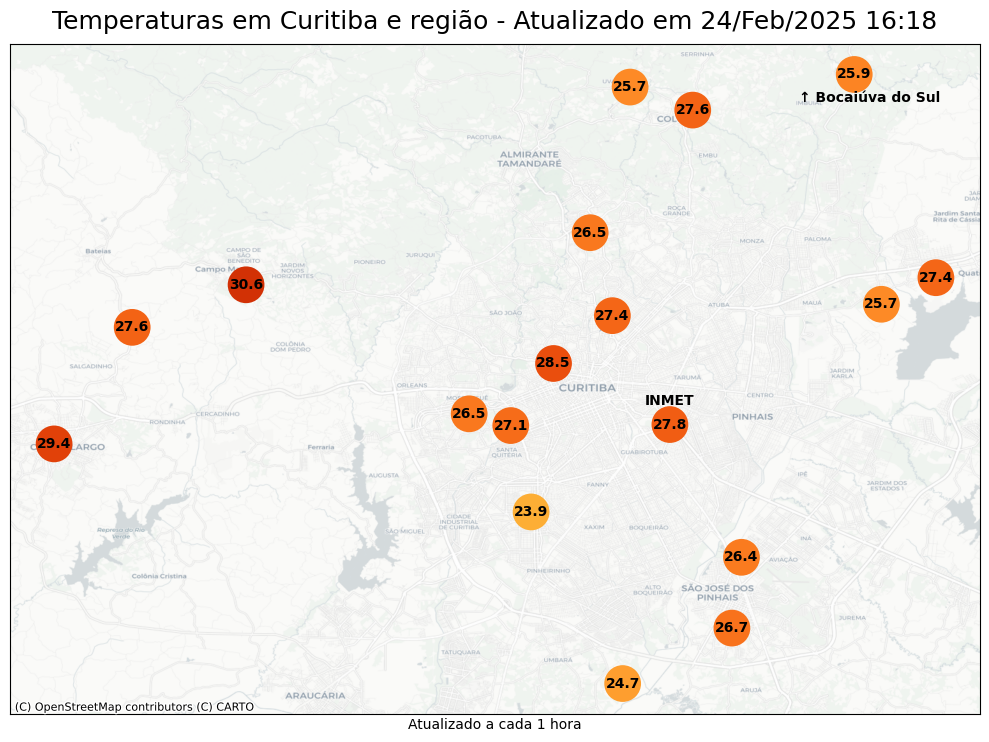 Temperaturas em Curitiba e região - Atualizado em 24/Feb/2025 16:18
SERRINHA
25.9
25.7
↑ Bocaiúva do Sul
27.6
PACOTUBA
ALMIRANTE
TAMANDARÉ
EMBU
ROÇA
GRANDE
Jardim Santa
Rita de Cássia
26.5
MONZA
PALOMA
Bateias
CAMPO DE
SÃO
BENEDITO
JURUQUI
PIONEIRO
JARDIM
NOVOS
HORIZONTES
Campo M
30.6
27.4
Quat
25.7
MAUÁ
ATUBA
SÃO JOÃO
27.4
27.6
COLÔNIA
DOM PEDRO
SALGADINHO
28.5
JARDIM
KARLA
TARUMÃ
ORLEANS
CURITIBA
CENTRO
INMET
PINHAIS
26.5
27.1
27.8
CERCADINHO
RONDINHA
29.4
LARGO
Ferraria
SANTA
QUITÉRIA
GUABIROTUBA
AUGUSTA
IPÊ
FANNY
JARDIM DOS
ESTADOS I
23.9
CIDADE
INDUSTRIAL
DE CURITIBA
XAXIM
BOQUEIRÃO
Represa do Rio
Verde
SÃO MIGUEL
INÁ
26.4
AVIAÇÃO
PINHEIRINHO
Colônia Cristina
ALTO
BOQUEIRÃO
SÃO JOSÉ DOS
PINHAIS
JUREMA
26.7
TATUQUARA
UMBARÁ
24.7
ARUJÁ
ARAUCÁRIA
(C) OpenStreetMap contributors (C) CARTO
Atualizado a cada 1 hora